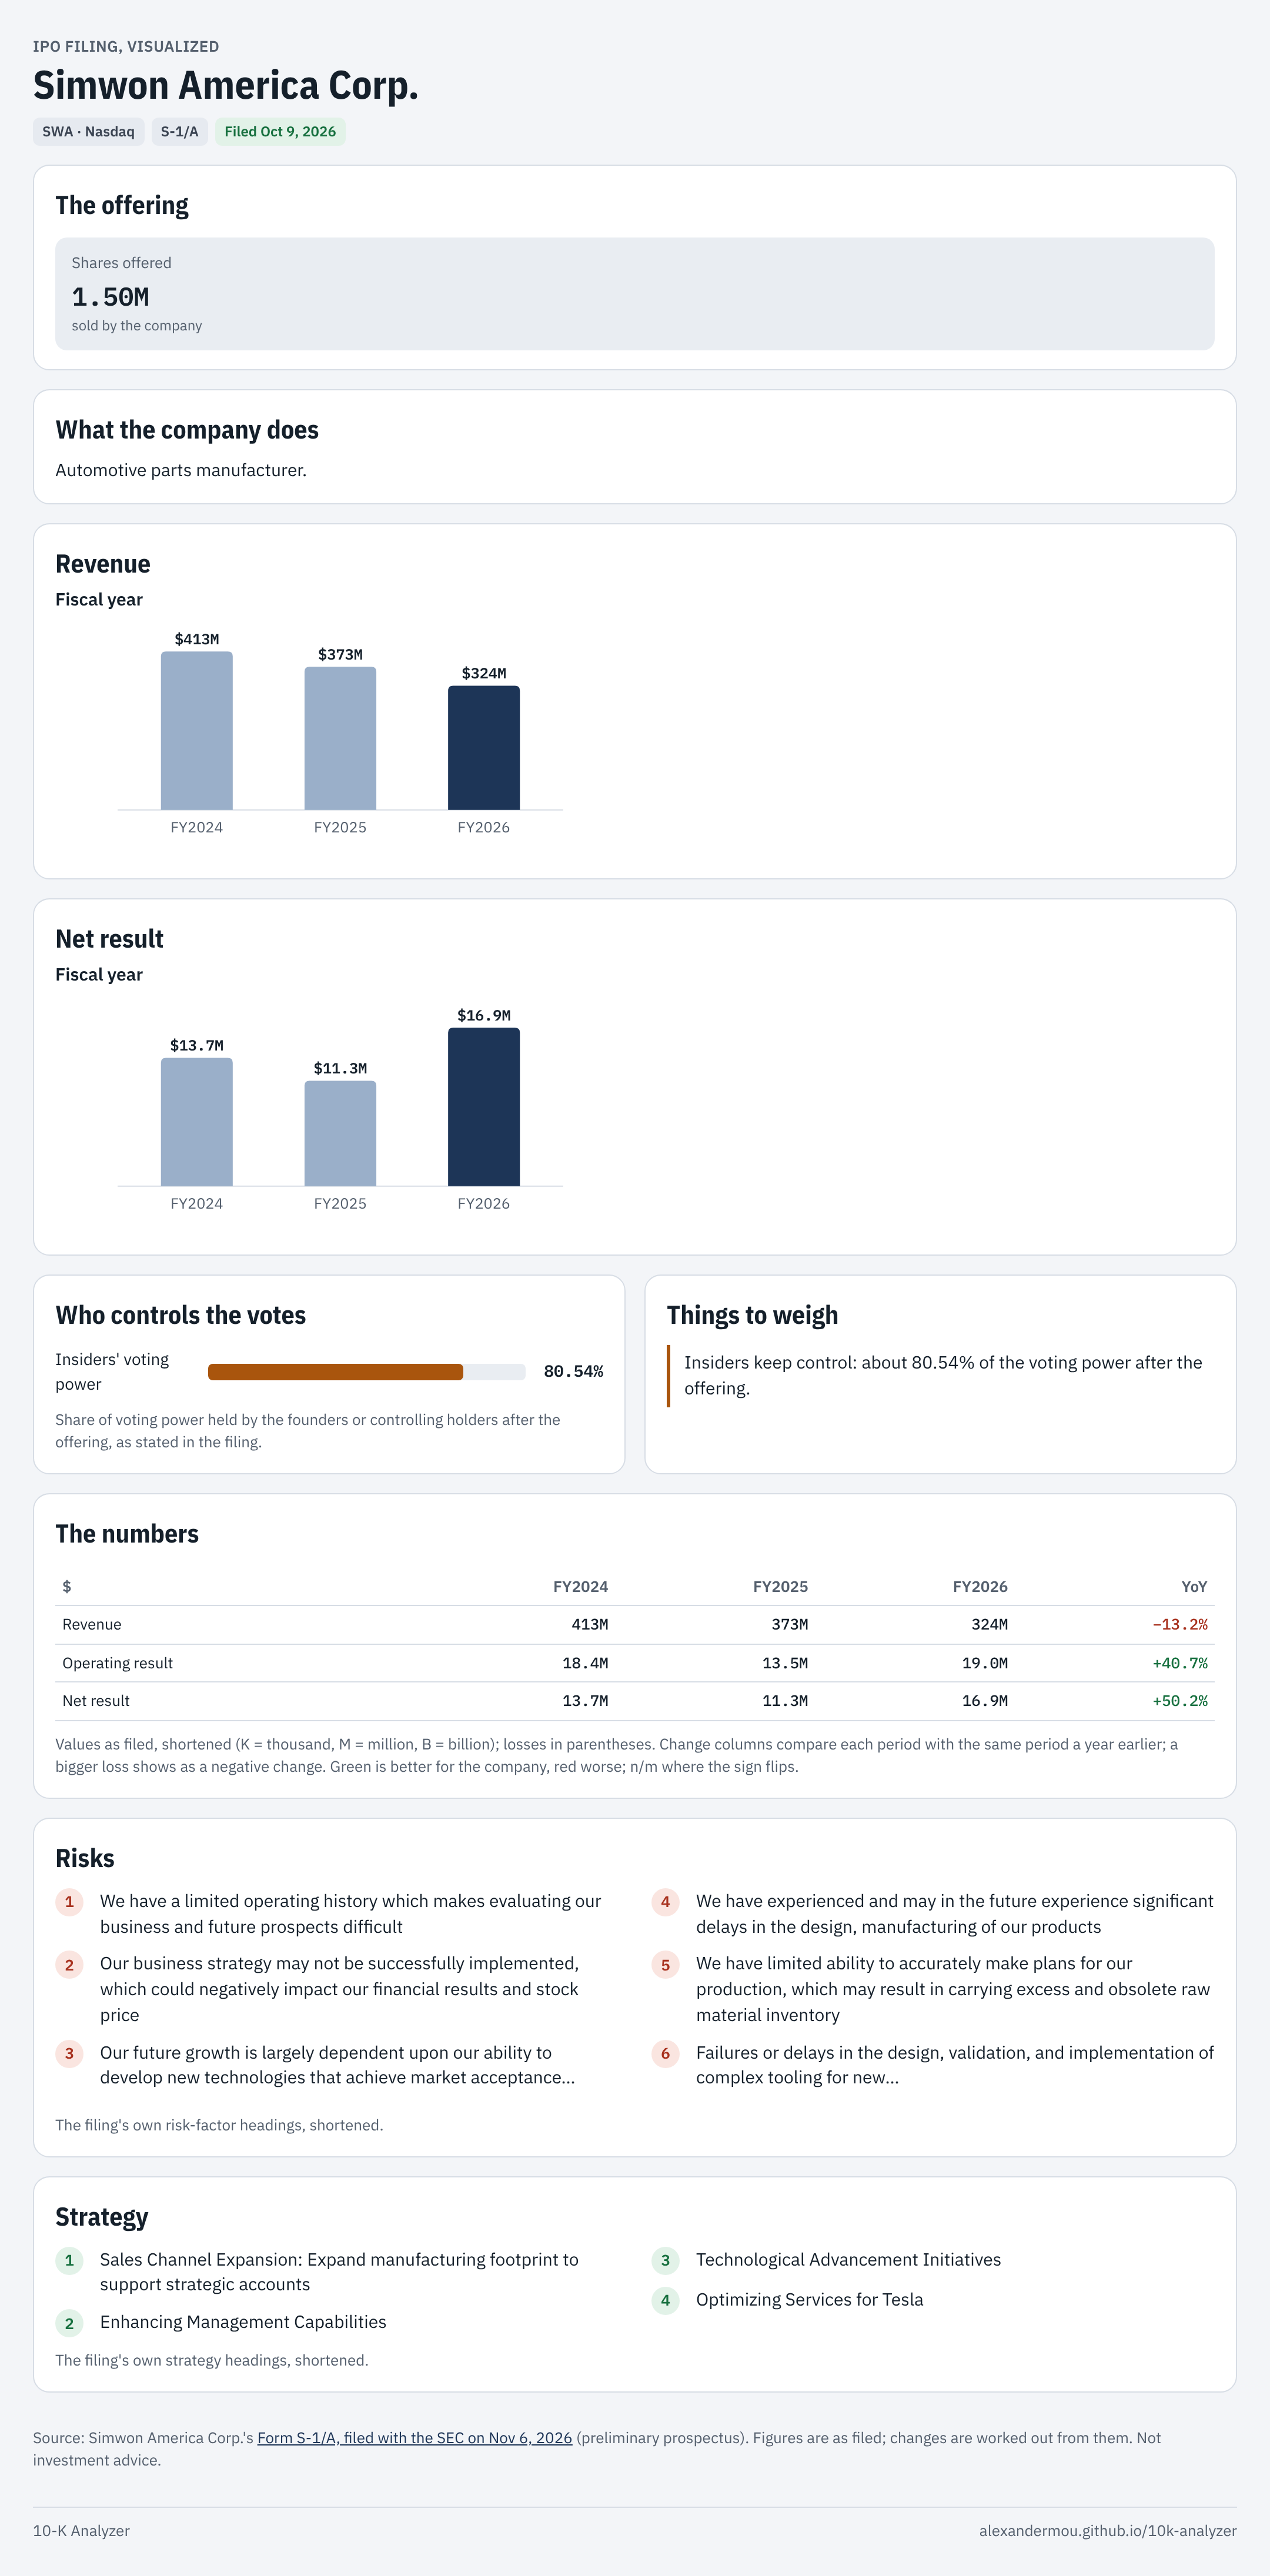 IPO FILING, VISUALIZED
Simwon America Corp.
SWA · Nasdaq
S-1/A
Filed Oct 9, 2026
The offering
Shares offered
1.50M
sold by the company
What the company does
Automotive parts manufacturer.
Revenue
Fiscal year
$413M
$373M
$324M
FY2024
FY2025
FY2026
Net result
Fiscal year
$13.7M
$11.3M
$16.9M
FY2024
FY2025
FY2026
Who controls the votes
Insiders' voting
power
80.54%
Share of voting power held by the founders or controlling holders after the
offering, as stated in the filing.
Things to weigh
Insiders keep control: about 80.54% of the voting power after the
offering.
The numbers
$ FY2024 FY2025 FY2026 YoY
Revenue 413M 373M 324M −13.2%
Operating result 18.4M 13.5M 19.0M +40.7%
Net result 13.7M 11.3M 16.9M +50.2%
Values as filed, shortened (K = thousand, M = million, B = billion); losses in parentheses. Change columns compare each period with the same period a year earlier; a
bigger loss shows as a negative change. Green is better for the company, red worse; n/m where the sign flips.
Risks
1 We have a limited operating history which makes evaluating our
business and future prospects difficult
2 Our business strategy may not be successfully implemented,
which could negatively impact our financial results and stock
price
3 Our future growth is largely dependent upon our ability to
develop new technologies that achieve market acceptance…
4 We have experienced and may in the future experience significant
delays in the design, manufacturing of our products
5 We have limited ability to accurately make plans for our
production, which may result in carrying excess and obsolete raw
material inventory
6 Failures or delays in the design, validation, and implementation of
complex tooling for new…
The filing's own risk-factor headings, shortened.
Strategy
1 Sales Channel Expansion: Expand manufacturing footprint to
support strategic accounts
2 Enhancing Management Capabilities
3 Technological Advancement Initiatives
4 Optimizing Services for Tesla
The filing's own strategy headings, shortened.
Source: Simwon America Corp.'s Form S-1/A, filed with the SEC on Nov 6, 2026 (preliminary prospectus). Figures are as filed; changes are worked out from them. Not
investment advice.
10-K Analyzer
alexandermou.github.io/10k-analyzer